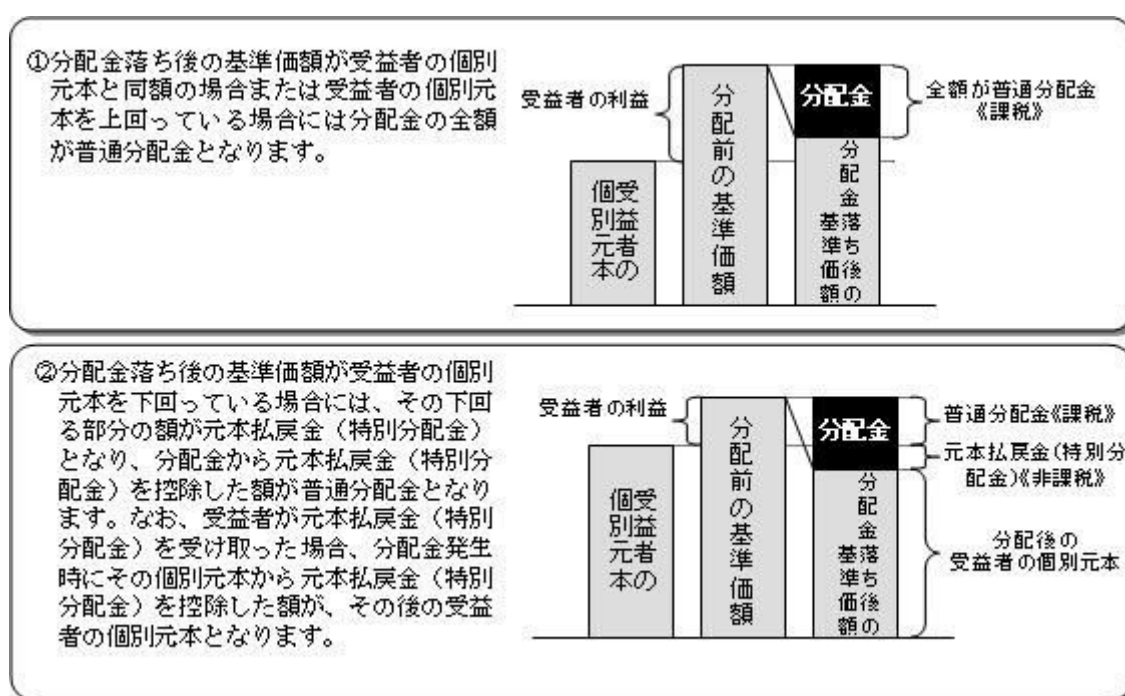 ①分配金落ち後の基準価額が受益者の個別
元本と同額の場合または受益者の個別元
本を上回っている場合には分配金の全額
が普通分配金となります。
受益者の利益
受益者の
個別元本
分配前の基準価額
分配金
分配金落ち後の
基準価額
全額が普通分配金
《課税》
②分配金落ち後の基準価額が受益者の個別
元本を下回っている場合には、その下回
る部分の額が元本払戻金（特別分配金）
となり、分配金から元本払戻金（特別分
配金）を控除した額が普通分配金となり
ます。なお、受益者が元本払戻金（特別
分配金）を受け取った場合、分配金発生
時にその個別元本から元本払戻金（特別
分配金）を控除した額が、その後の受益
者の個別元本となります。
受益者の利益
受益者の
個別元本
分配前の基準価額
分配金
分配金落ち後の
基準価額
普通分配金《課税》
元本払戻金(特別分
配金)《非課税》
分配後の
受益者の個別元本